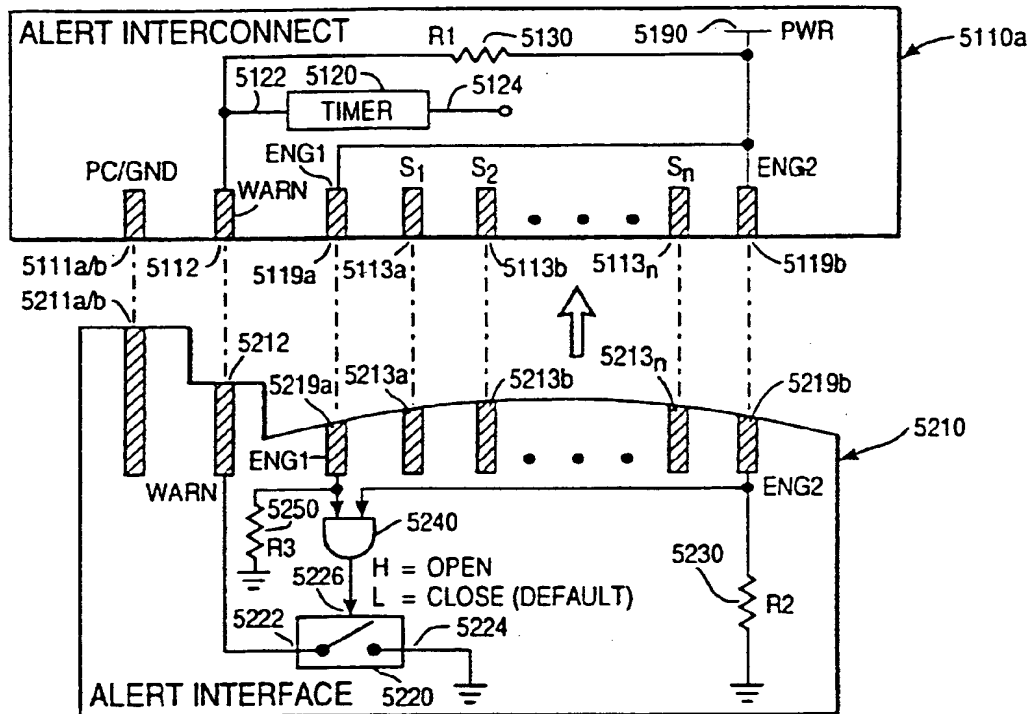 ALERT INTERCONNECT
R1
5130
5190
PWR
5110a
5122
5120
5124
TIMER
PC/GND
WARN
ENG1
S1
S2
Sn
ENG2
5111a/b
5112
5119a
5113a
5113b
5113n
5119b
5211a/b
5212
5219a
5213a
5213b
5213n
5219b
5210
WARN
ENG1
ENG2
5250
R3
5240
5226
H = OPEN
L = CLOSE (DEFAULT)
5230
R2
5222
5224
5220
ALERT INTERFACE